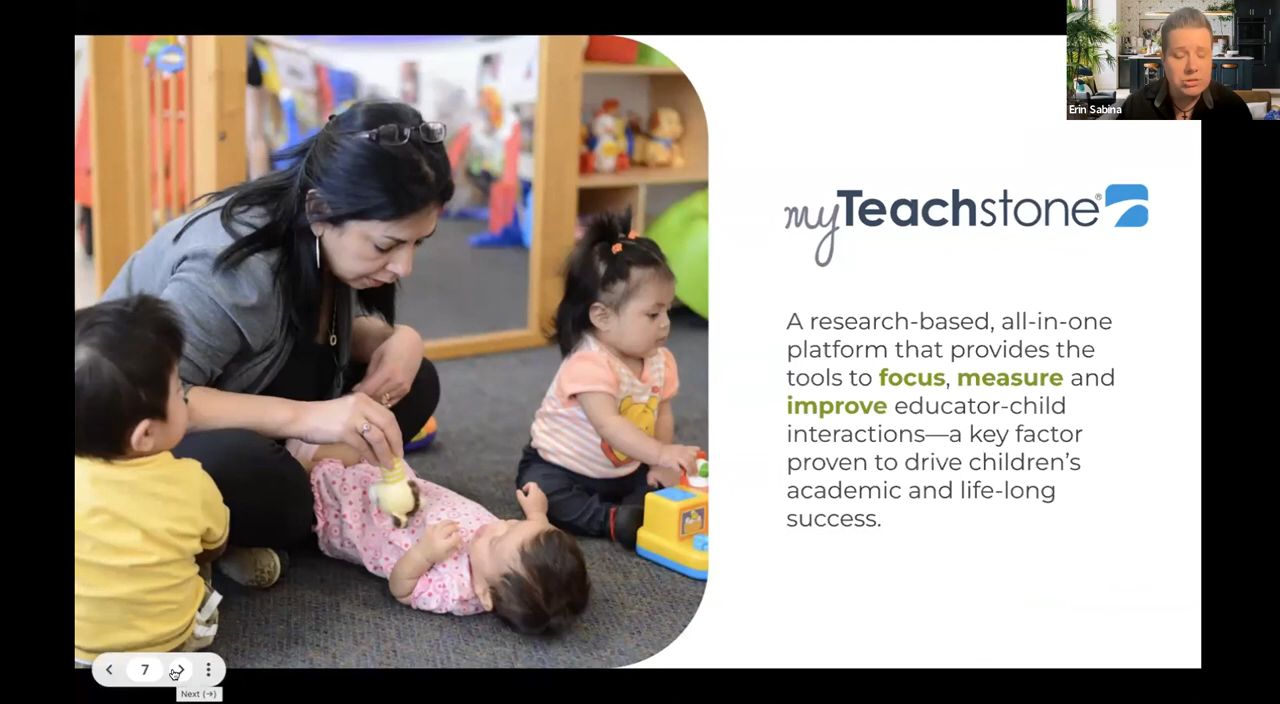 Erin Sabina
myTeachstone®
A research-based, all-in-one
platform that provides the
tools to focus, measure and
improve educator-child
interactions—a key factor
proven to drive children's
academic and life-long
success.
7
Next (→)